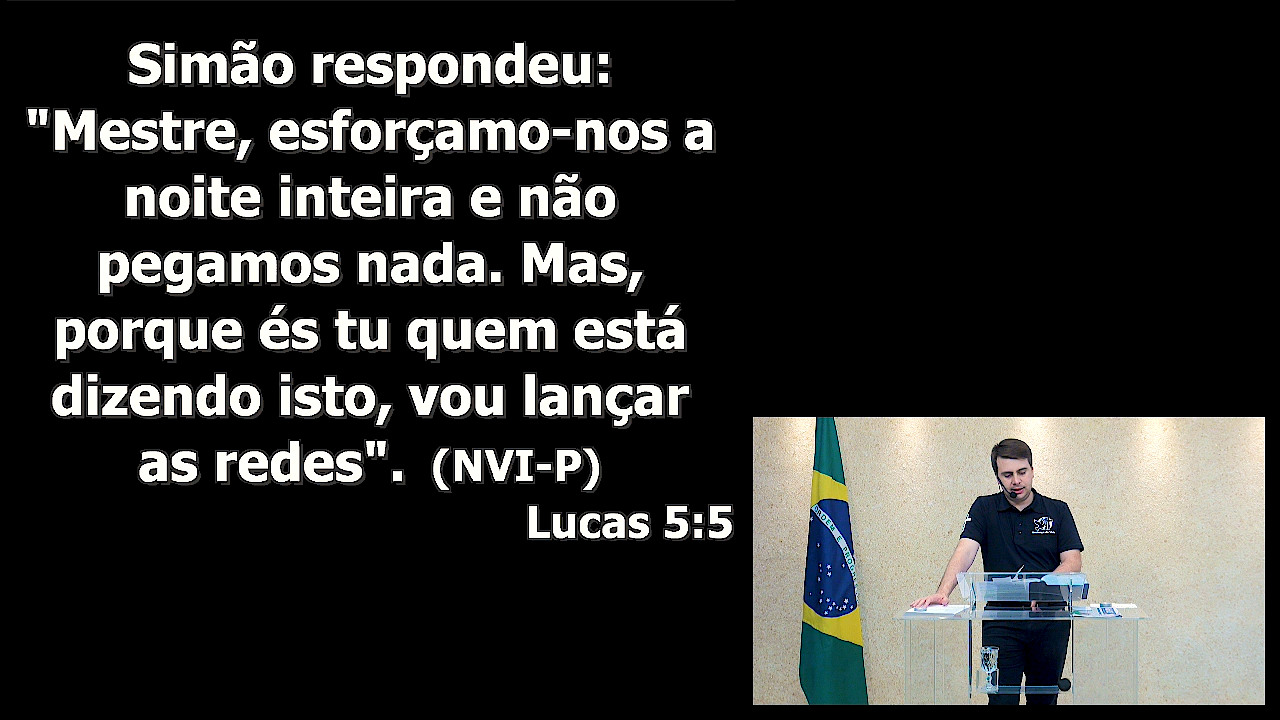 Simão respondeu:
"Mestre, esforçamo-nos a
noite inteira e não
pegamos nada. Mas,
porque és tu quem está
dizendo isto, vou lançar
as redes". (NVI-P)
Lucas 5:5